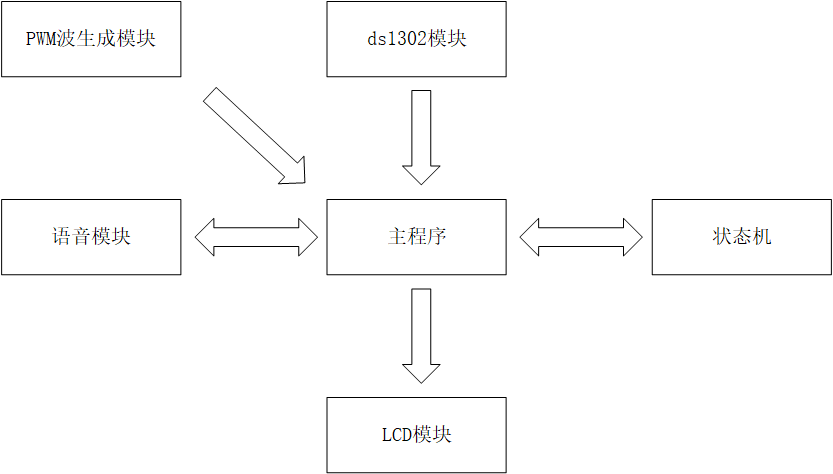 PWM波生成模块
ds1302模块
语音模块
主程序
状态机
LCD模块